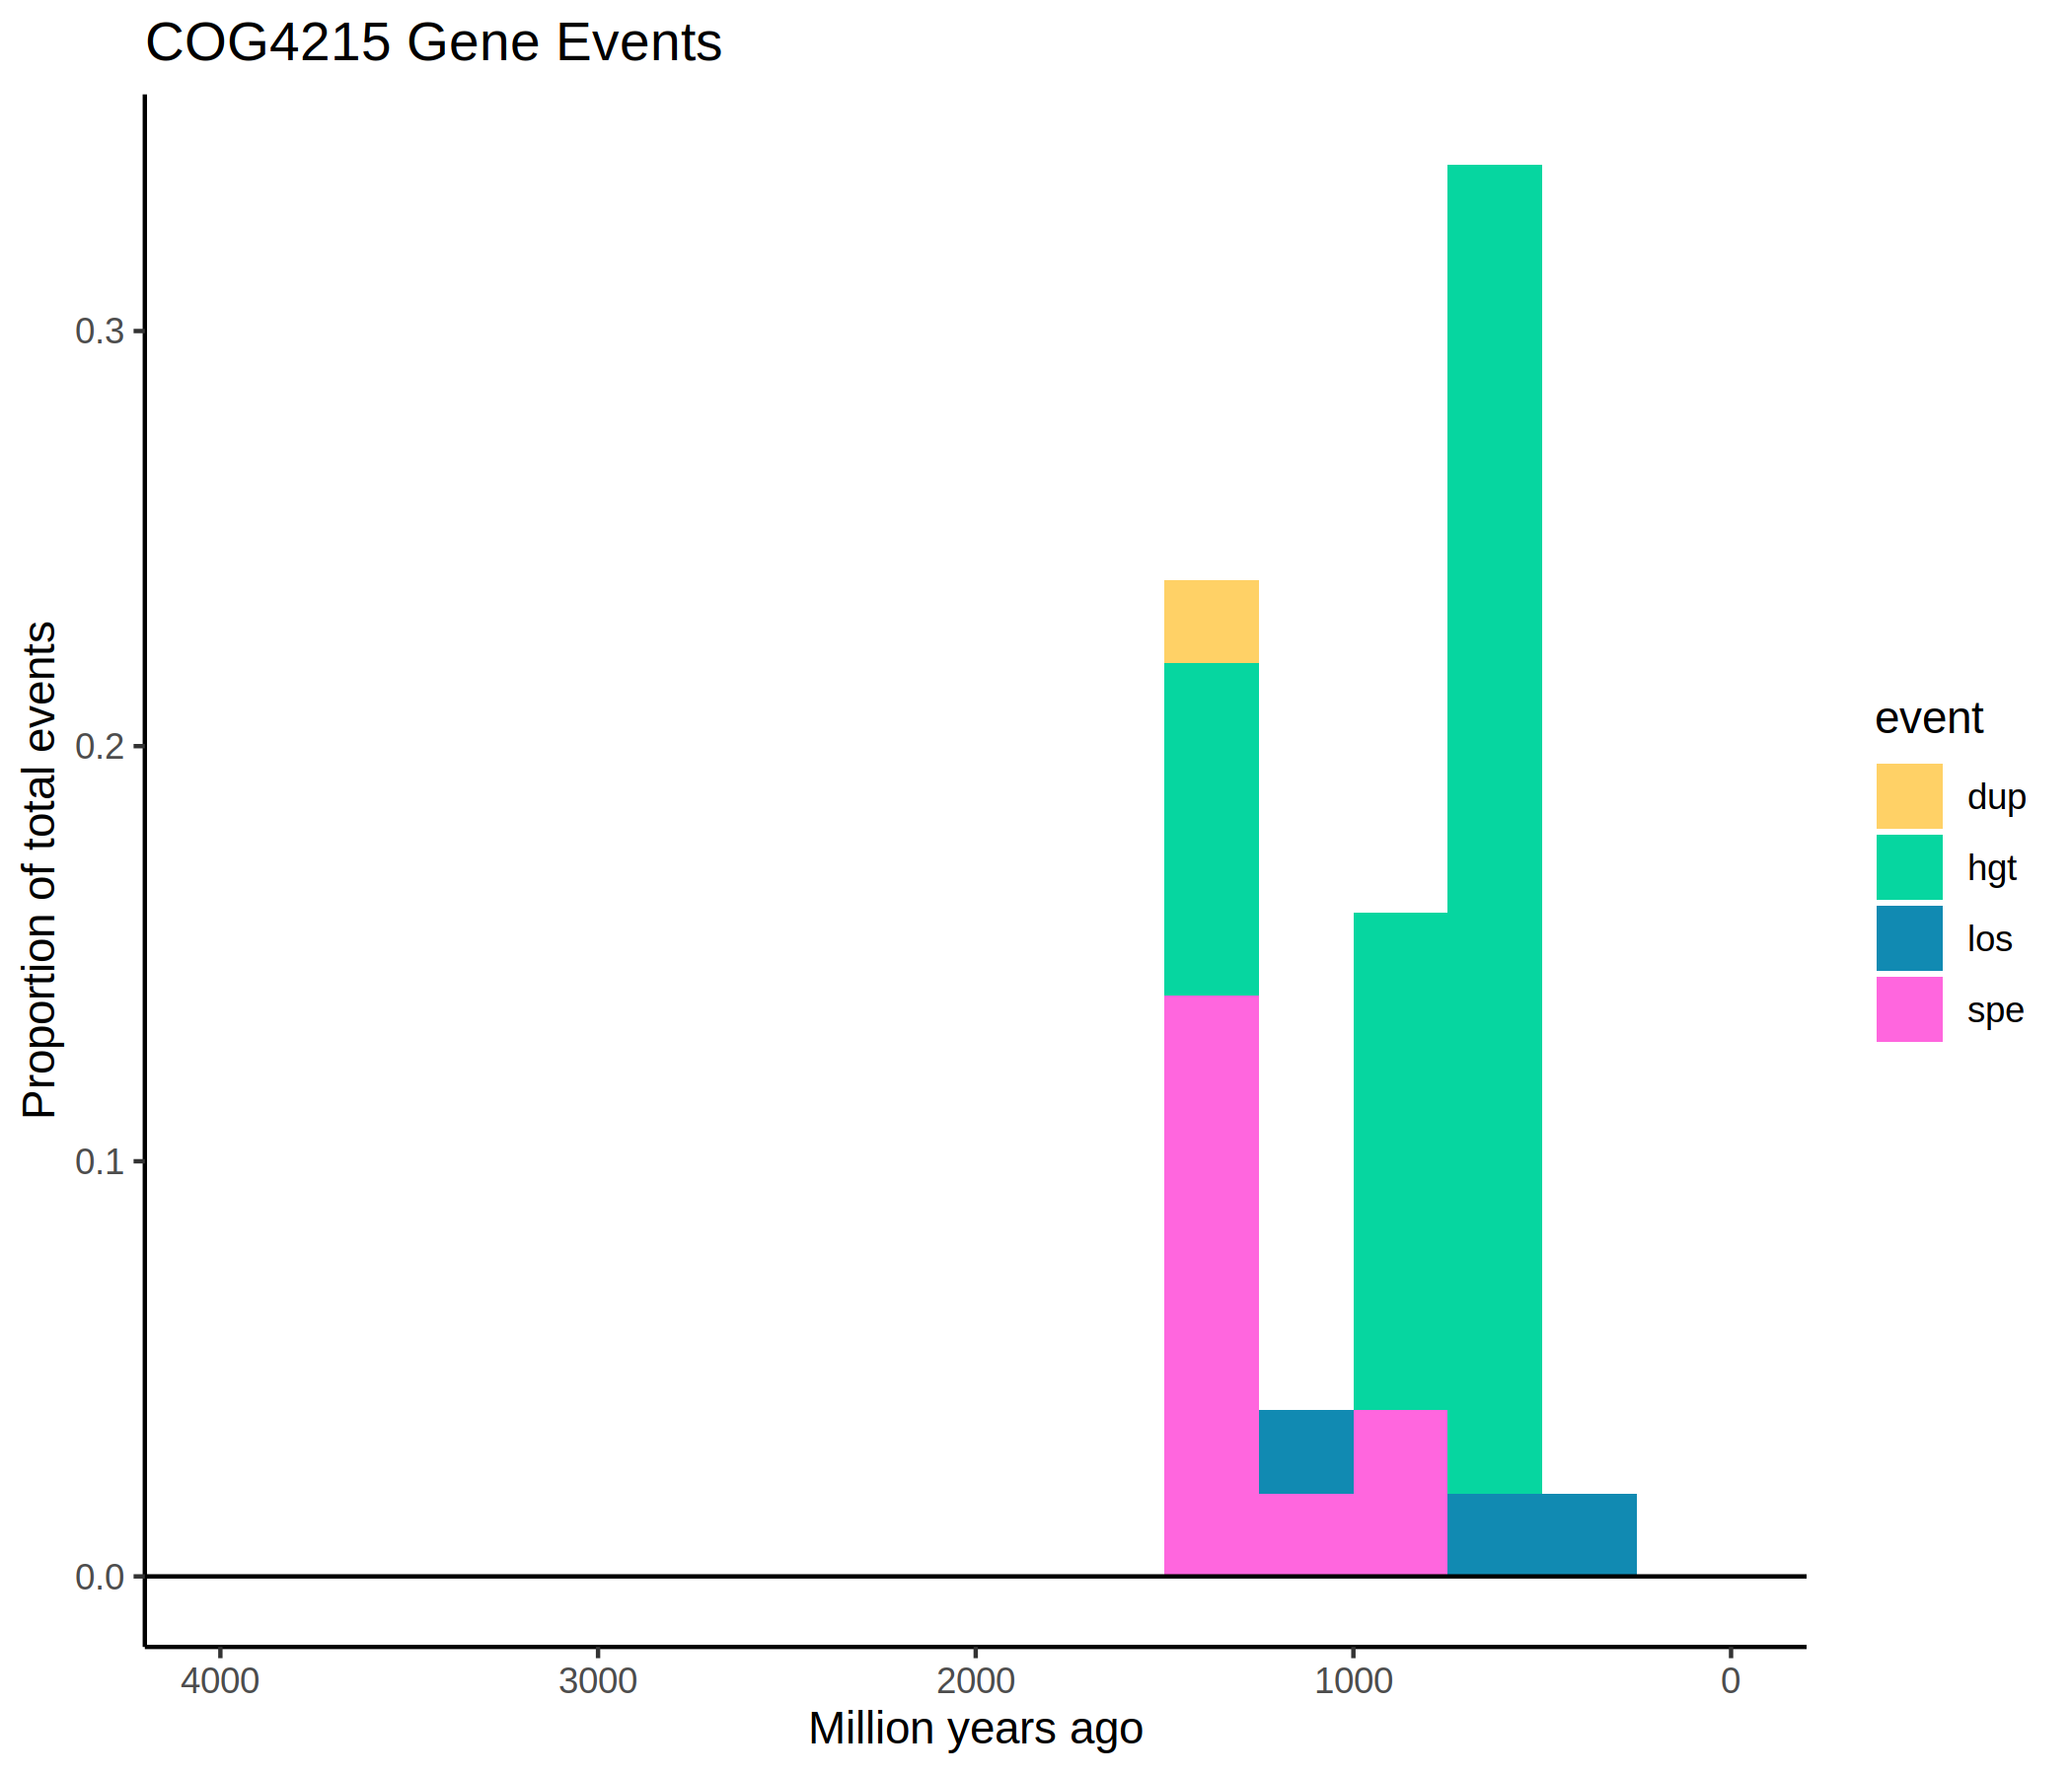 COG4215 Gene Events
Proportion of total events
0.3
0.2
0.1
0.0
4000 3000 2000 1000 0
Million years ago
event
dup
hgt
los
spe